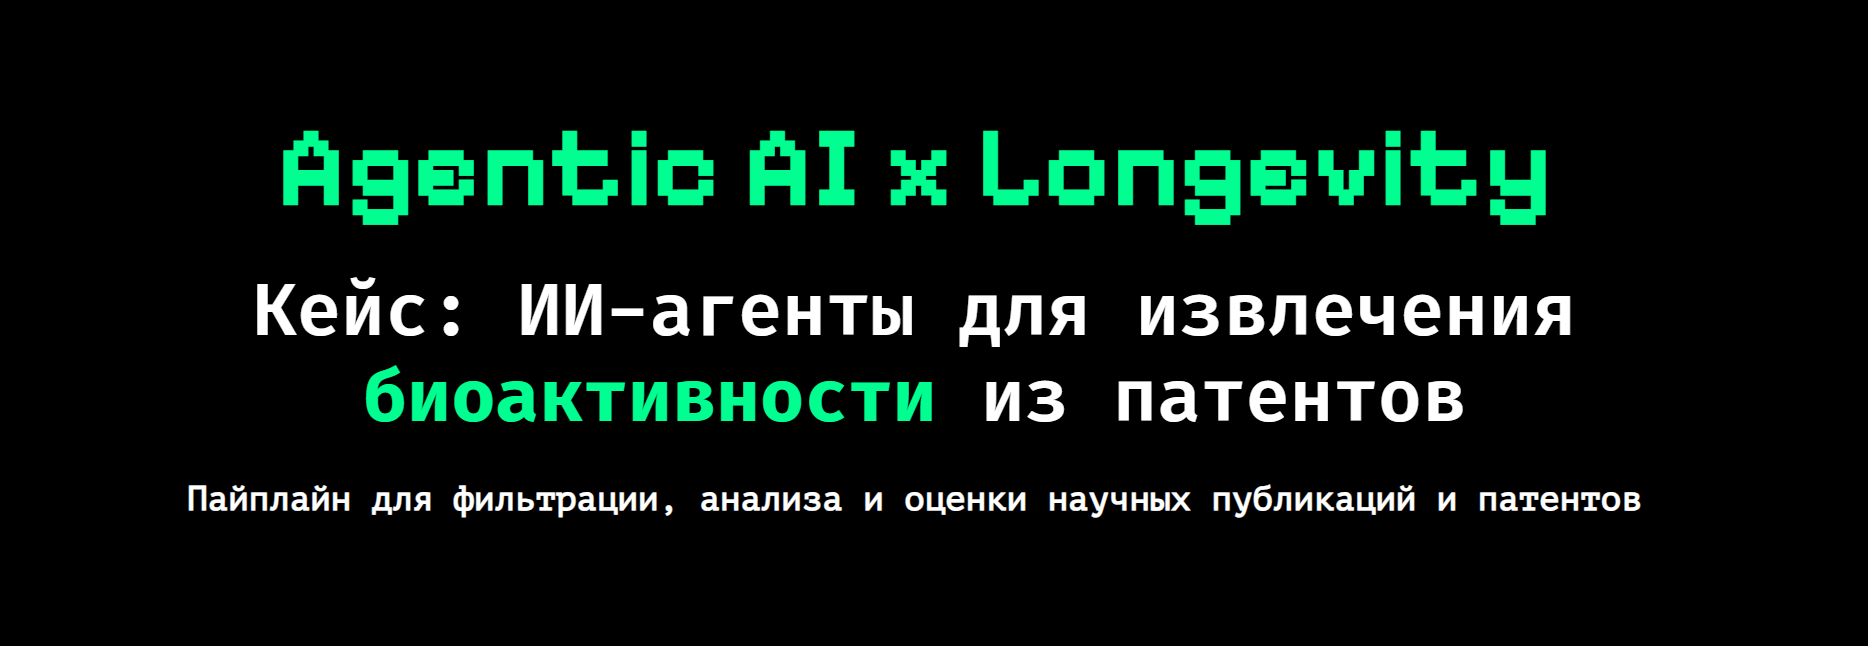 Agentic AI x Longevity
Кейс: ИИ-агенты для извлечения
биоактивности из патентов
Пайплайн для фильтрации, анализа и оценки научных публикаций и патентов